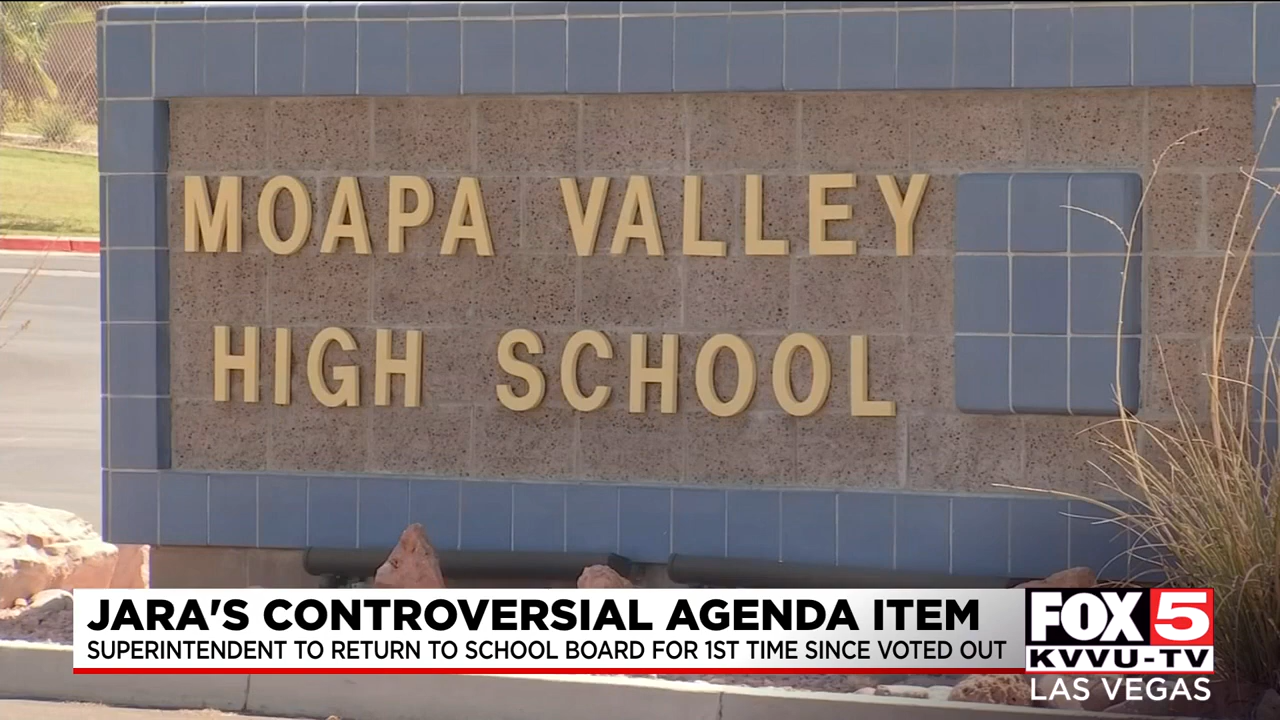 MOAPA VALLEY
HIGH SCHOOL
JARA'S CONTROVERSIAL AGENDA ITEM
SUPERINTENDENT TO RETURN TO SCHOOL BOARD FOR 1ST TIME SINCE VOTED OUT
FOX 5
KVVU-TV
LAS VEGAS